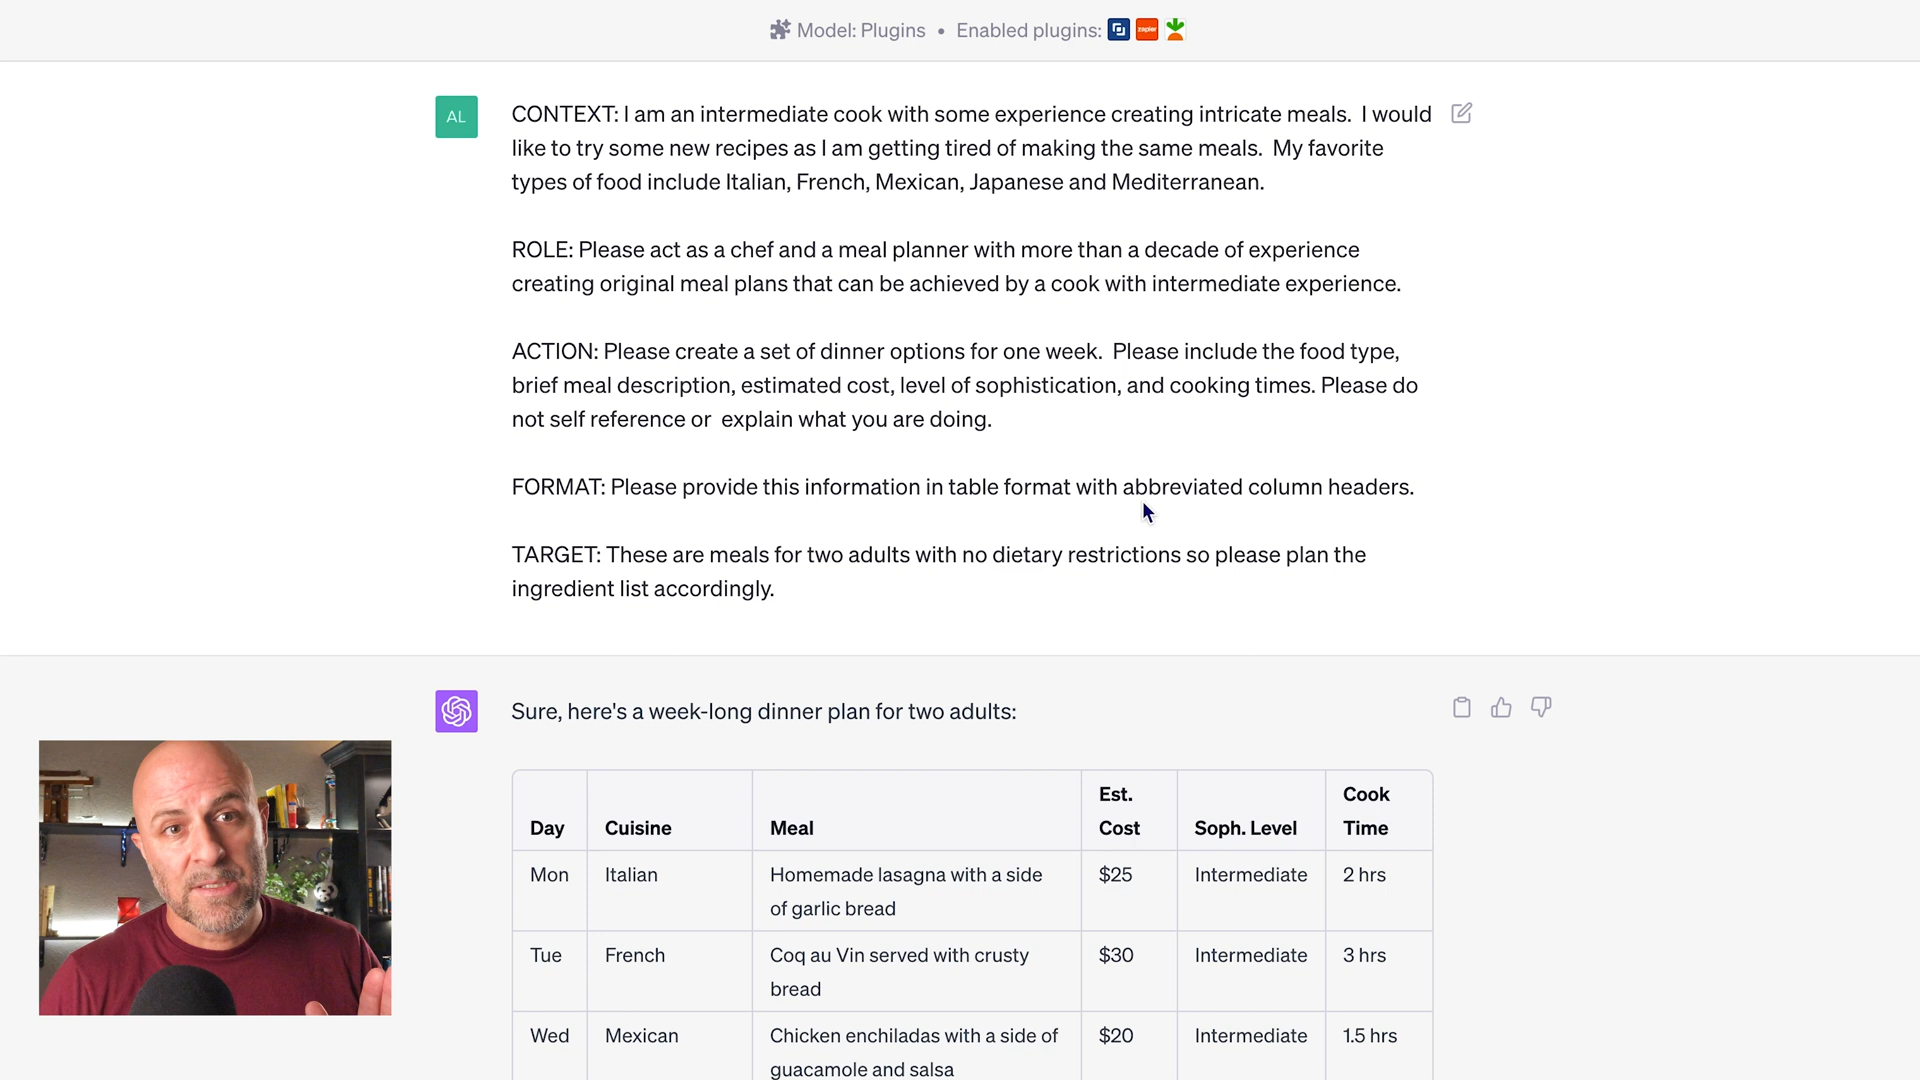 Model: Plugins • Enabled plugins:
zapier
AL
CONTEXT: I am an intermediate cook with some experience creating intricate meals.  I would
like to try some new recipes as I am getting tired of making the same meals.  My favorite
types of food include Italian, French, Mexican, Japanese and Mediterranean.
ROLE: Please act as a chef and a meal planner with more than a decade of experience
creating original meal plans that can be achieved by a cook with intermediate experience.
ACTION: Please create a set of dinner options for one week.  Please include the food type,
brief meal description, estimated cost, level of sophistication, and cooking times. Please do
not self reference or  explain what you are doing.
FORMAT: Please provide this information in table format with abbreviated column headers.
TARGET: These are meals for two adults with no dietary restrictions so please plan the
ingredient list accordingly.
Sure, here's a week-long dinner plan for two adults:
Day Cuisine Meal Est. Cost Soph. Level Cook Time
Mon Italian Homemade lasagna with a side of garlic bread $25 Intermediate 2 hrs
Tue French Coq au Vin served with crusty bread $30 Intermediate 3 hrs
Wed Mexican Chicken enchiladas with a side of guacamole and salsa $20 Intermediate 1.5 hrs